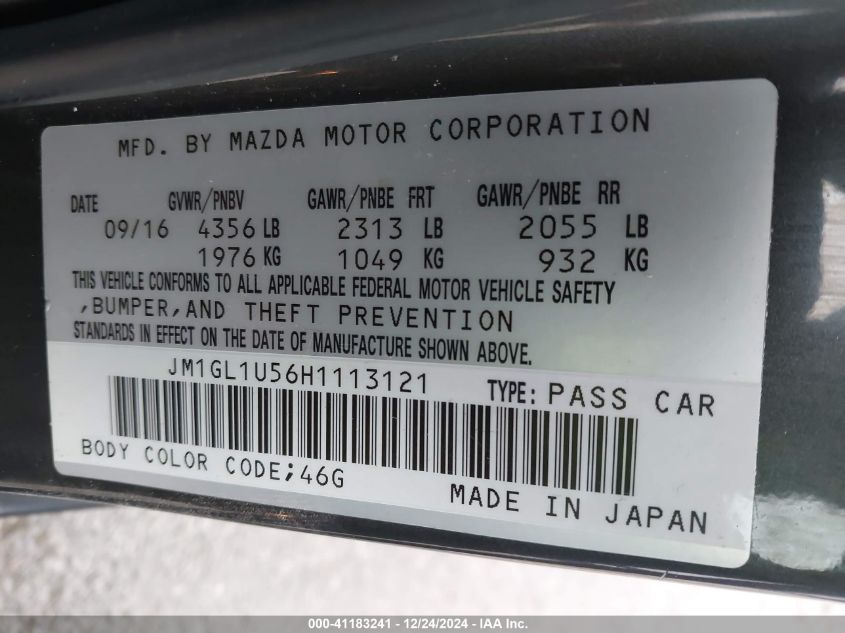 MFD. BY MAZDA MOTOR CORPORATION
DATE GVWR/PNBV GAWR/PNBE FRT GAWR/PNBE RR
09/16 4356 LB 2313 LB 2055 LB
1976 KG 1049 KG 932 KG
THIS VEHICLE CONFORMS TO ALL APPLICABLE FEDERAL MOTOR VEHICLE SAFETY
,BUMPER,AND THEFT PREVENTION
STANDARDS IN EFFECT ON THE DATE OF MANUFACTURE SHOWN ABOVE.
JM1GL1U56H1113121 TYPE: PASS CAR
BODY COLOR CODE;46G
MADE IN JAPAN
000-41183241 - 12/24/2024 - IAA Inc.